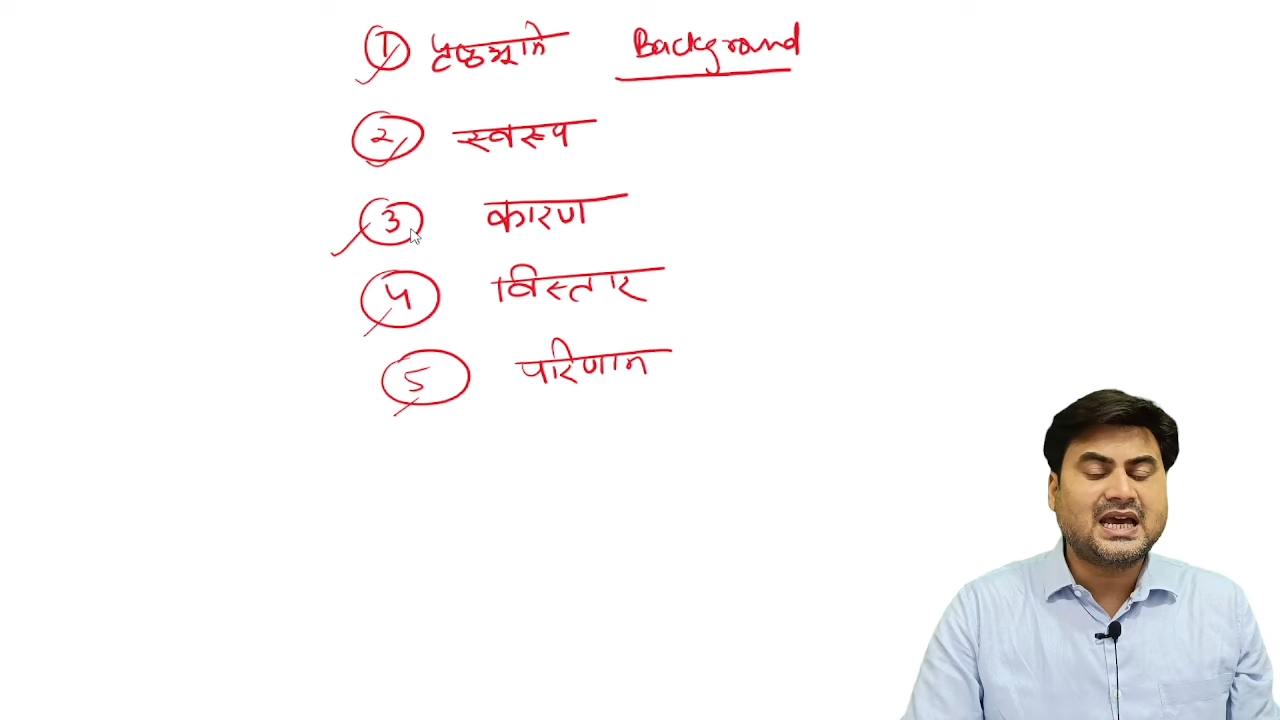 1 पृष्ठभूमि Background
2 स्वरूप
3 कारण
4 विस्तार
5 परिणाम